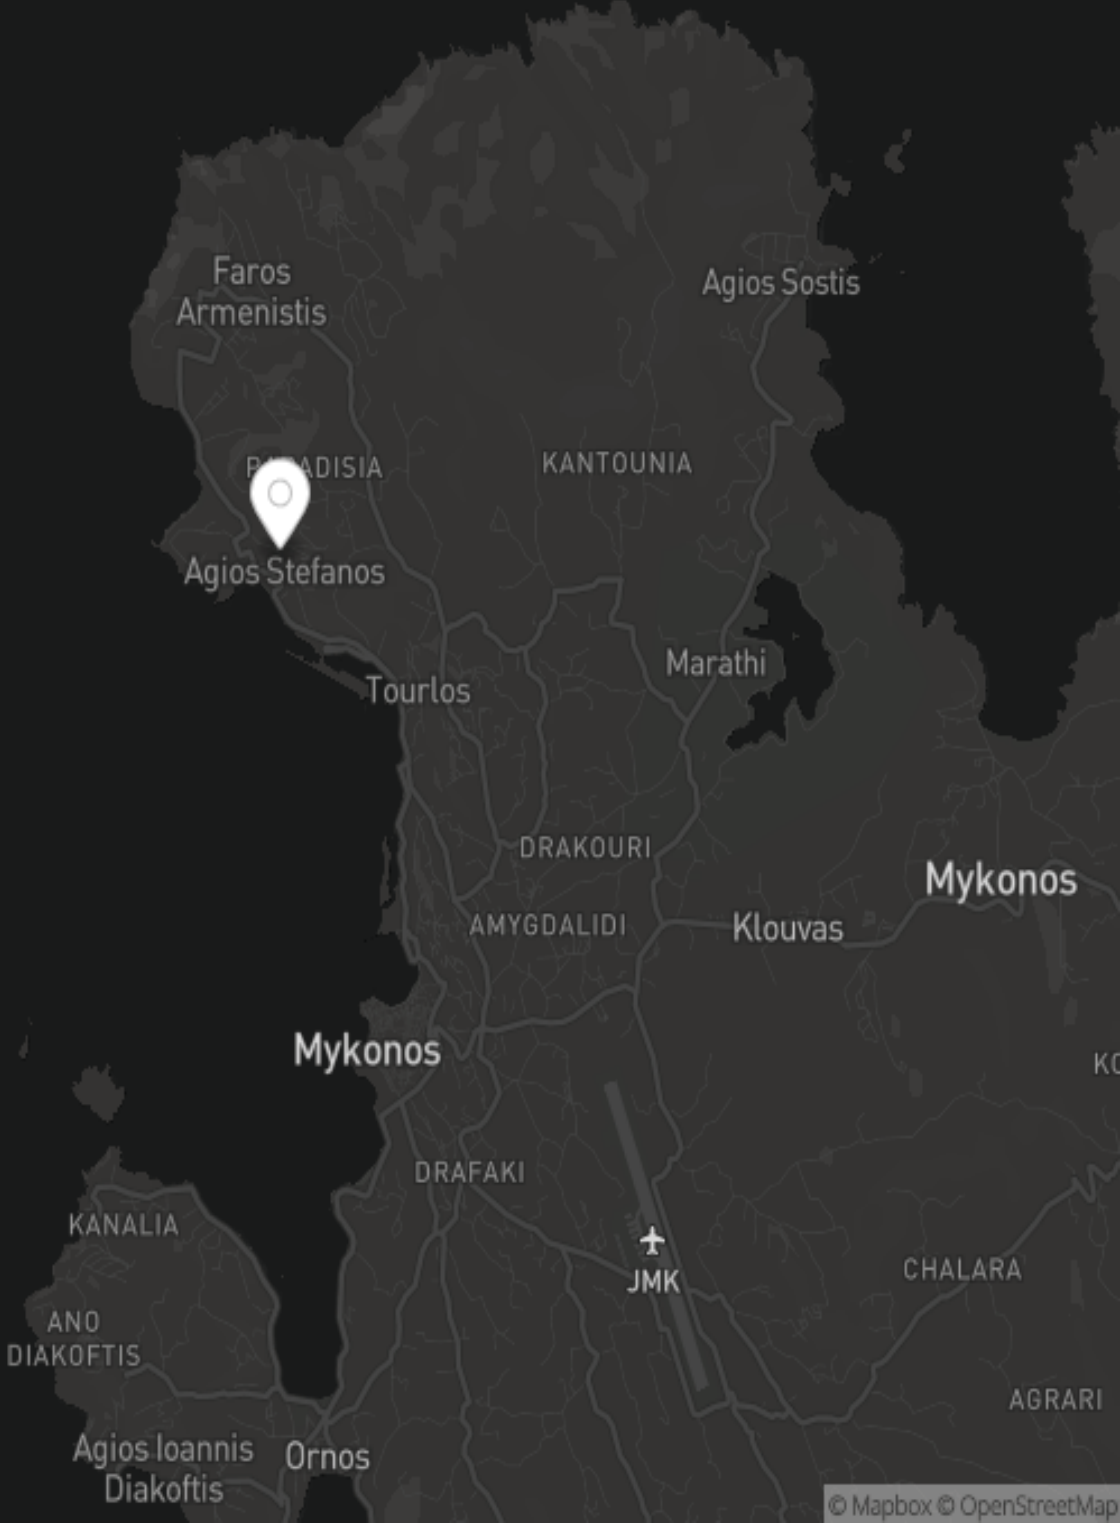 Faros
Armenistis
Agios Sostis
KANTOUNIA
Agios Stefanos
Marathi
Tourlos
DRAKOURI
Mykonos
AMYGDALIDI
Klouvas
Mykonos
DRAFAKI
KANALIA
JMK
CHALARA
ANO
DIAKOFTIS
AGRARI
Agios Ioannis
Diakoftis
Ornos
© Mapbox © OpenStreetMap